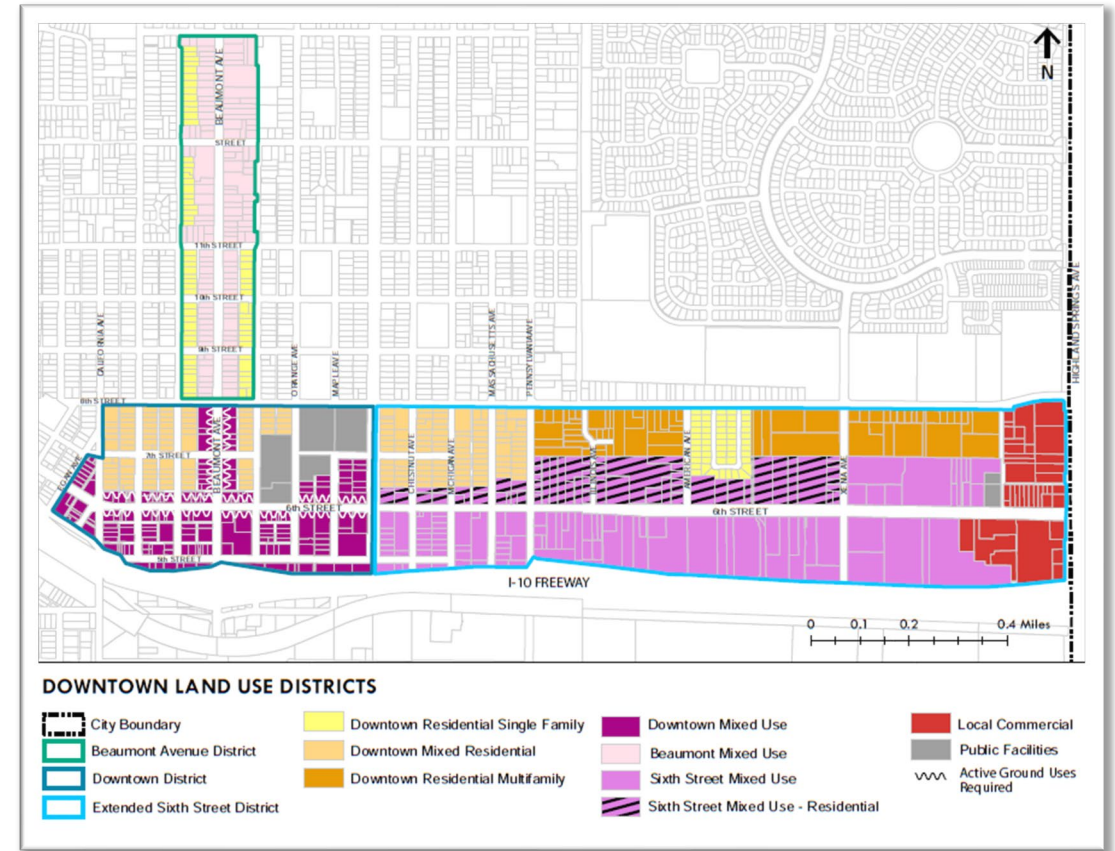 N
BEAUMONT AVE
STREET
11th STREET
10th STREET
9th STREET
CALIFORNIA AVE
ORANGE AVE
MAPLE AVE
MASSACHUSETTS AVE
PENNSYLVANIA AVE
HIGHLAND SPRINGS AVE
8th STREET
EGAN AVE
7th STREET
BEAUMONT AVE
CHESTNUT AVE
MICHIGAN AVE
AMERICAN AVE
XENIA AVE
6th STREET
6th STREET
5th STREET
I-10 FREEWAY
0 0.1 0.2 0.4 Miles
DOWNTOWN LAND USE DISTRICTS
City Boundary
Beaumont Avenue District
Downtown District
Extended Sixth Street District
Downtown Residential Single Family
Downtown Mixed Residential
Downtown Residential Multifamily
Downtown Mixed Use
Beaumont Mixed Use
Sixth Street Mixed Use
Sixth Street Mixed Use - Residential
Local Commercial
Public Facilities
Active Ground Uses
Required